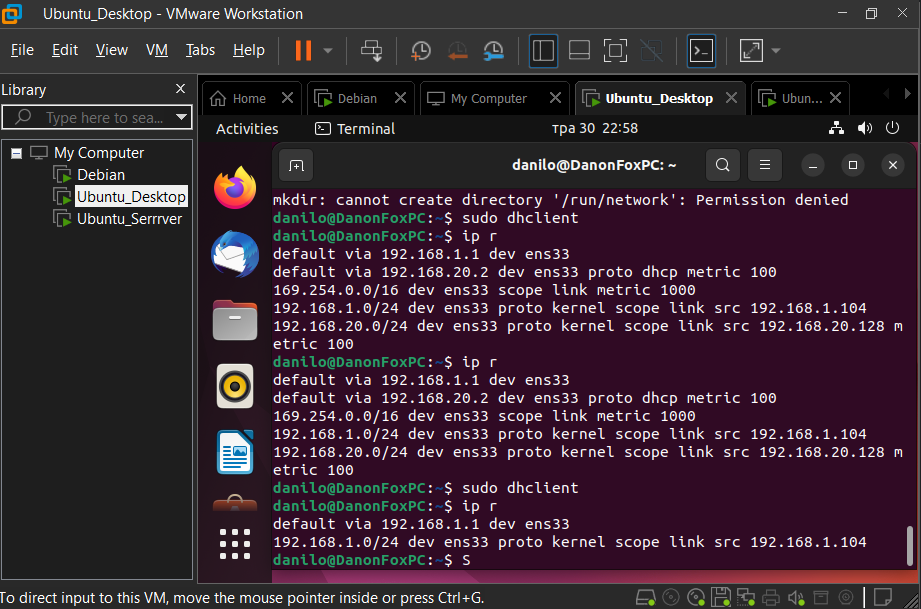 Ubuntu_Desktop - VMware Workstation
File Edit View VM Tabs Help
Library
Type here to sea...
My Computer
Debian
Ubuntu_Desktop
Ubuntu_Serrrver
Home Debian My Computer Ubuntu_Desktop Ubun...
Activities Terminal тра 30 22:58
danilo@DanonFoxPC: ~
mkdir: cannot create directory '/run/network': Permission denied
danilo@DanonFoxPC:~$ sudo dhclient
danilo@DanonFoxPC:~$ ip r
default via 192.168.1.1 dev ens33
default via 192.168.20.2 dev ens33 proto dhcp metric 100
169.254.0.0/16 dev ens33 scope link metric 1000
192.168.1.0/24 dev ens33 proto kernel scope link src 192.168.1.104
192.168.20.0/24 dev ens33 proto kernel scope link src 192.168.20.128 m
etric 100
danilo@DanonFoxPC:~$ ip r
default via 192.168.1.1 dev ens33
default via 192.168.20.2 dev ens33 proto dhcp metric 100
169.254.0.0/16 dev ens33 scope link metric 1000
192.168.1.0/24 dev ens33 proto kernel scope link src 192.168.1.104
192.168.20.0/24 dev ens33 proto kernel scope link src 192.168.20.128 m
etric 100
danilo@DanonFoxPC:~$ sudo dhclient
danilo@DanonFoxPC:~$ ip r
default via 192.168.1.1 dev ens33
192.168.1.0/24 dev ens33 proto kernel scope link src 192.168.1.104
danilo@DanonFoxPC:~$ S
To direct input to this VM, move the mouse pointer inside or press Ctrl+G.